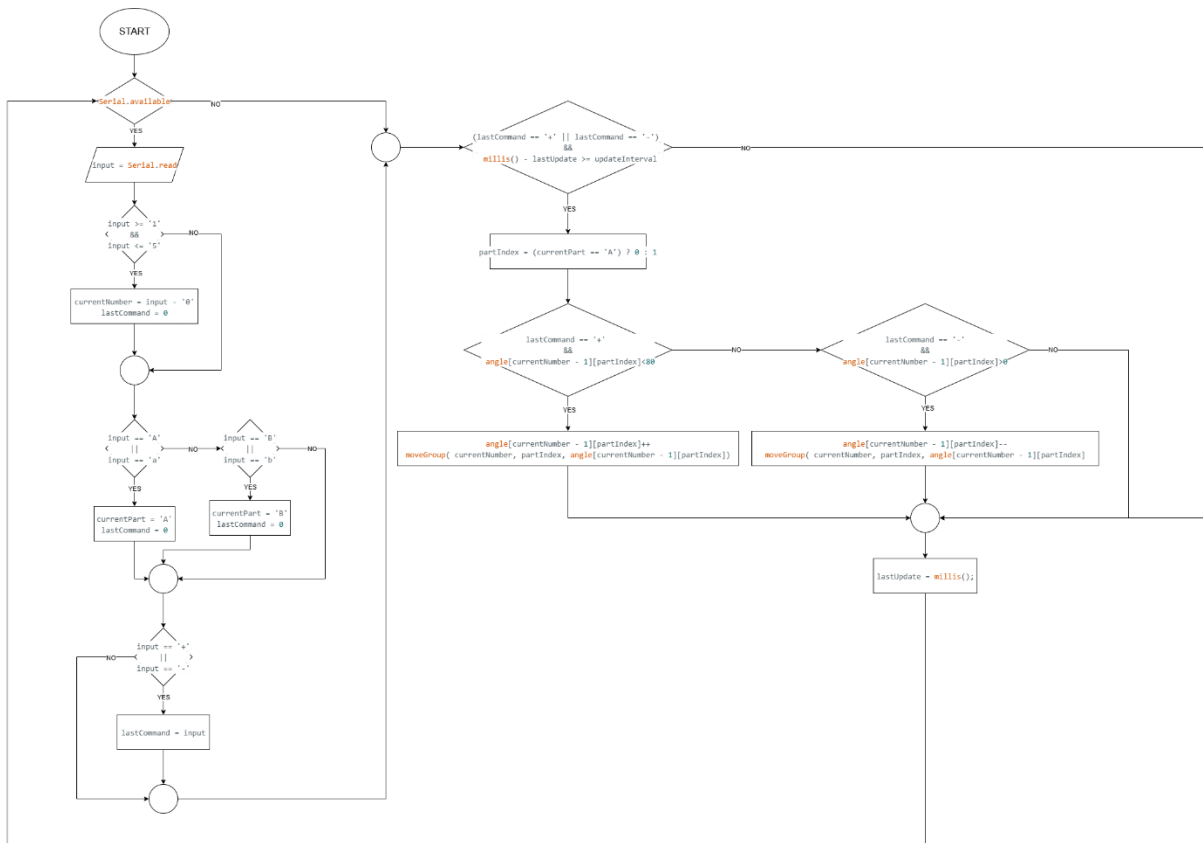 START
Serial.available
NO
YES
input = Serial.read
input >= '1'
&&
input <= '5'
NO
YES
currentNumber = input - '0'
lastCommand = 0
input == 'A'
||
input == 'a'
NO
YES
input == 'B'
||
input == 'b'
NO
YES
currentPart = 'A'
lastCommand = 0
currentPart = 'B'
lastCommand = 0
input == '+'
||
input == '-'
NO
YES
lastCommand = input
(lastCommand == '+' || lastCommand == '-')
&&
millis() - lastUpdate >= updateInterval
NO
YES
partIndex = (currentPart == 'A') ? 0 : 1
lastCommand == '+'
&&
angle[currentNumber - 1][partIndex]<80
NO
YES
lastCommand == '-'
&&
angle[currentNumber - 1][partIndex]>0
NO
YES
angle[currentNumber - 1][partIndex]++
moveGroup( currentNumber, partIndex, angle[currentNumber - 1][partIndex])
angle[currentNumber - 1][partIndex]--
moveGroup( currentNumber, partIndex, angle[currentNumber - 1][partIndex]
lastUpdate = millis();